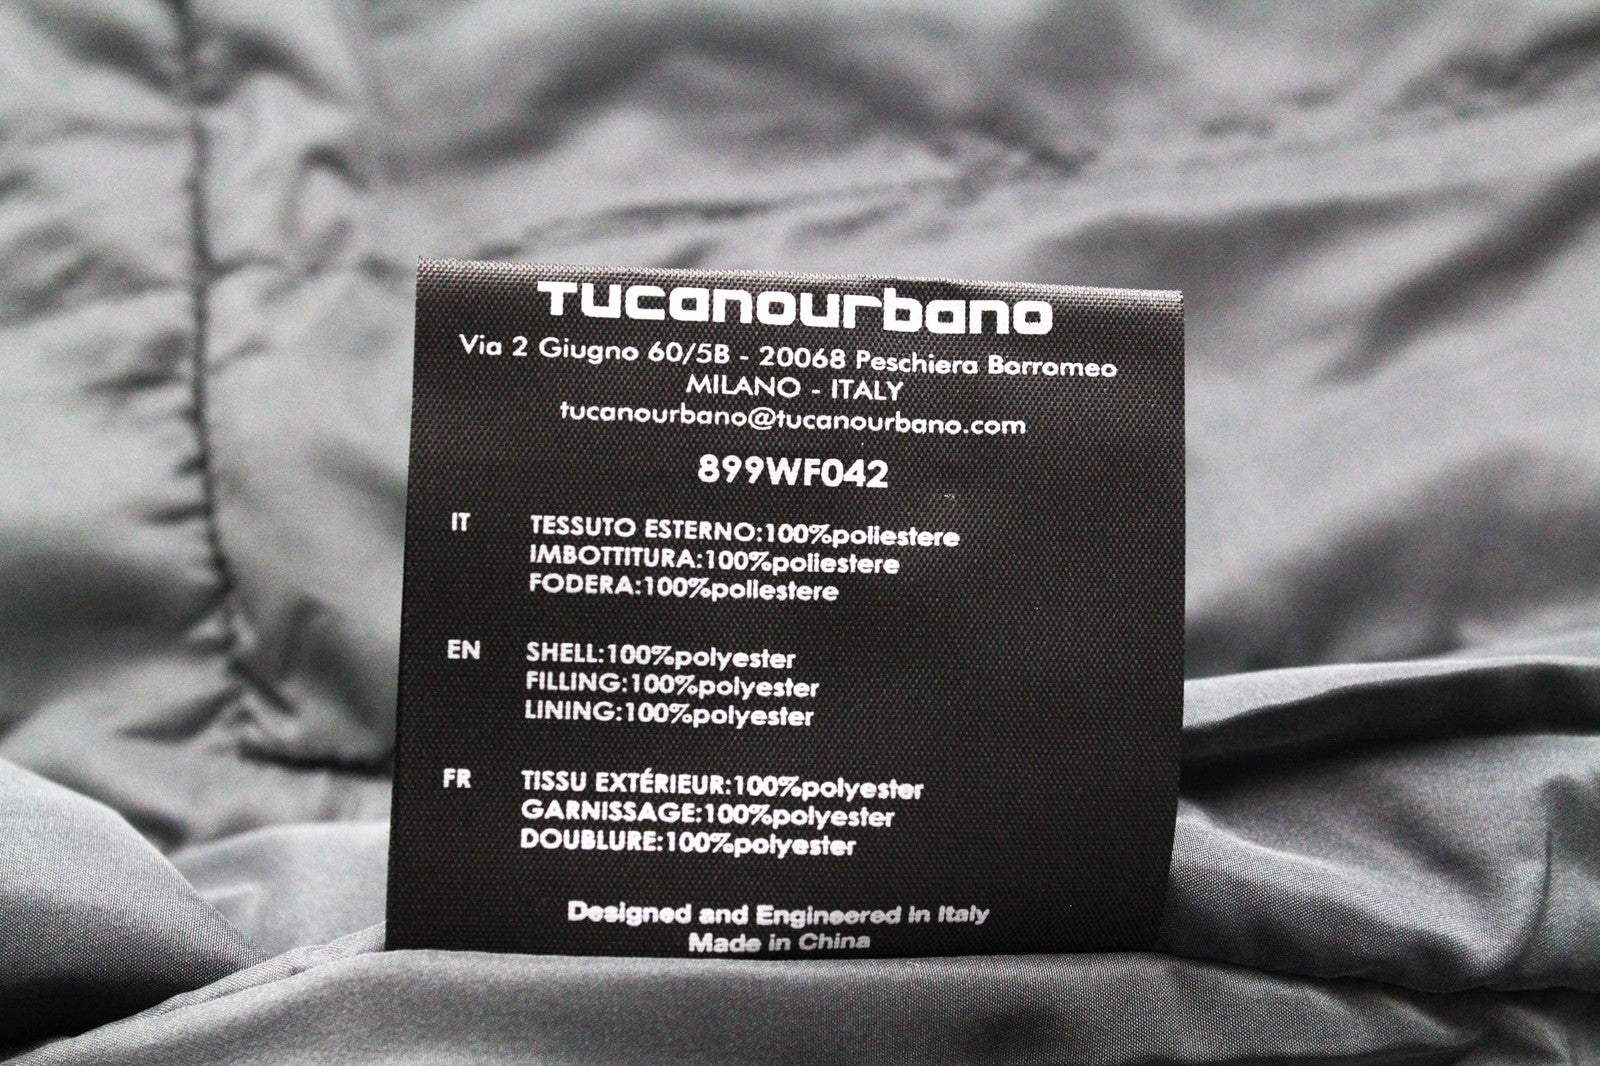 TUCANOURBANO
Via 2 Giugno 60/5B - 20068 Peschiera Borromeo
MILANO - ITALY
tucanourbano@tucanourbano.com
899WF042
IT TESSUTO ESTERNO:100%poliestere
IMBOTTITURA:100%poliestere
FODERA:100%poliestere
EN SHELL:100%polyester
FILLING:100%polyester
LINING:100%polyester
FR TISSU EXTÉRIEUR:100%polyester
GARNISSAGE:100%polyester
DOUBLURE:100%polyester
Designed and Engineered in Italy
Made in China